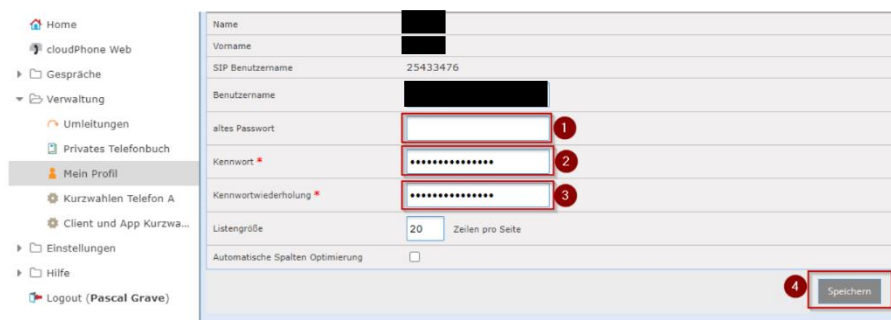 Home
cloudPhone Web
Gespräche
Verwaltung
Umleitungen
Privates Telefonbuch
Mein Profil
Kurzwahlen Telefon A
Client und App Kurzwa...
Einstellungen
Hilfe
Logout (Pascal Grave)
Name
Vorname
SIP Benutzername 25433476
Benutzername
altes Passwort 1
Kennwort * ••••••••••••••• 2
Kennwortwiederholung * ••••••••••••••• 3
Listengröße 20 Zeilen pro Seite
Automatische Spalten Optimierung
4 Speichern